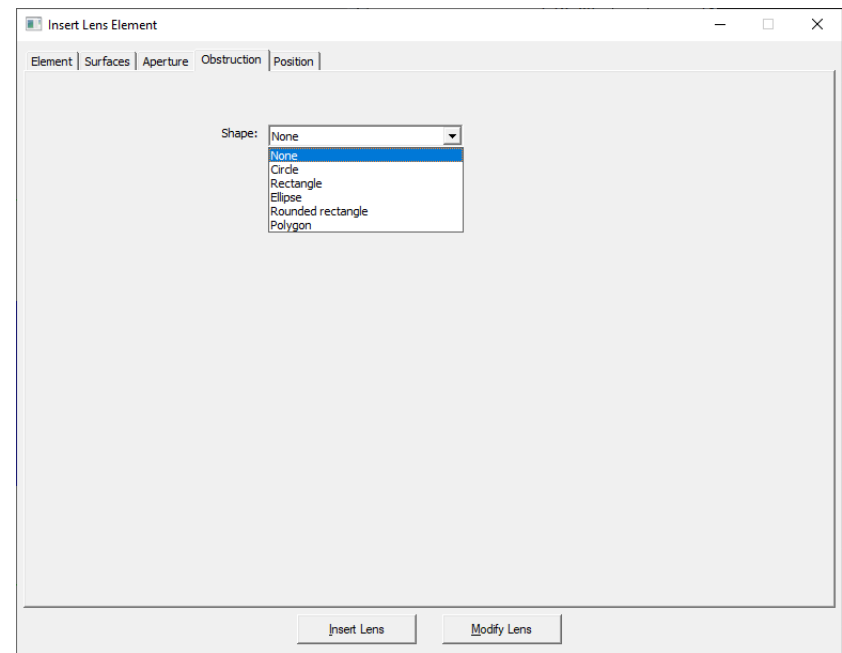 Insert Lens Element
Element Surfaces Aperture Obstruction Position
Shape: None
None
Circle
Rectangle
Ellipse
Rounded rectangle
Polygon
Insert Lens Modify Lens